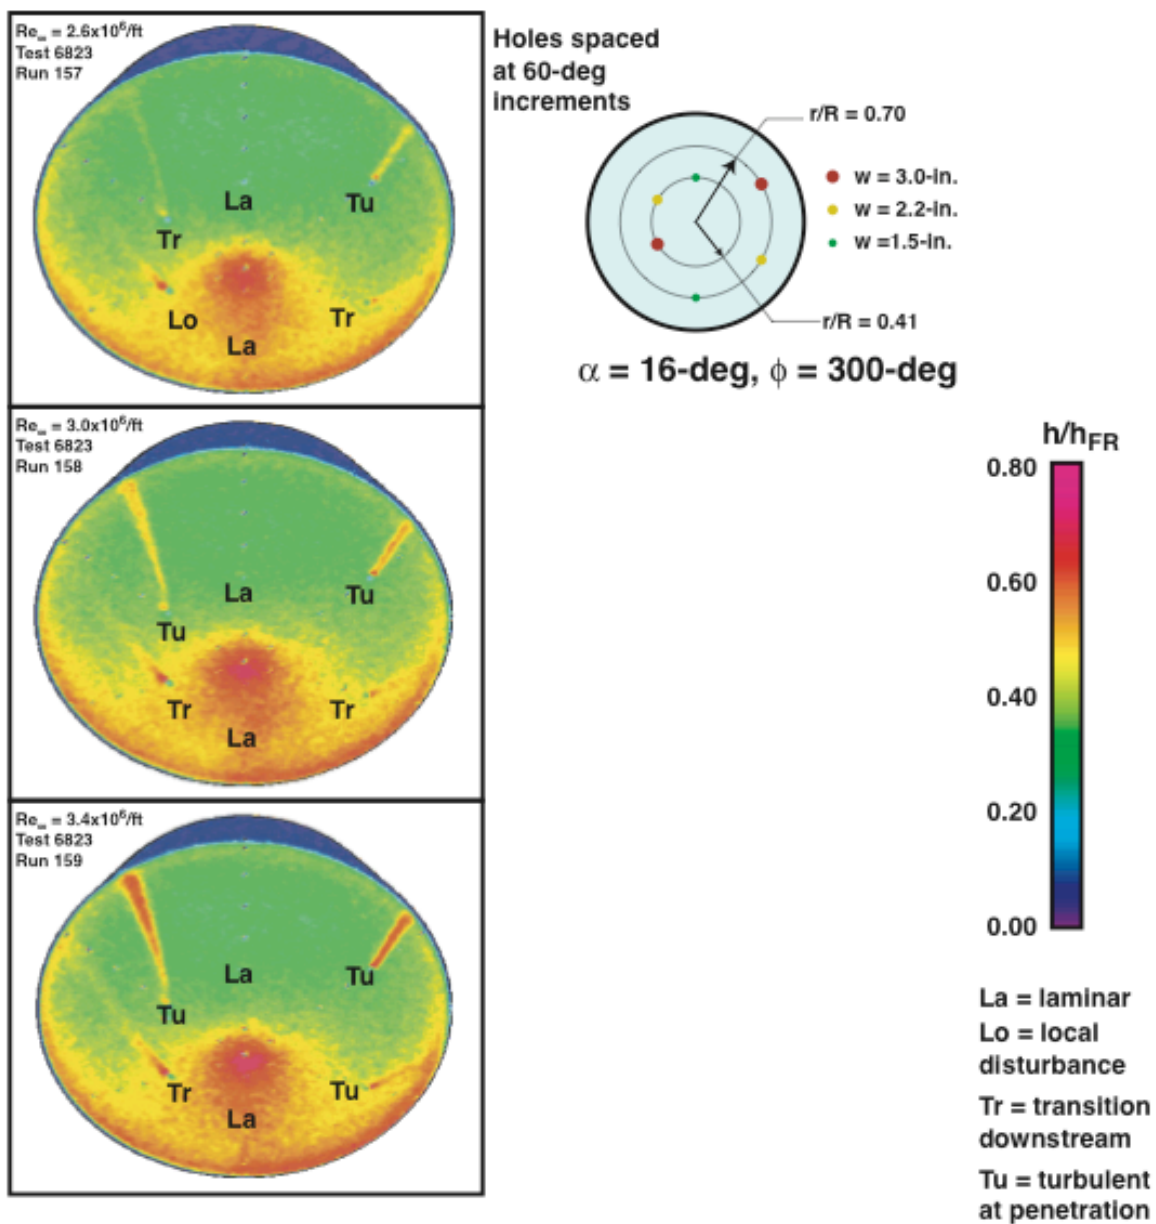 Re∞ = 2.6x10⁶/ft
Test 6823
Run 157
La
Tu
Tr
Lo
Tr
La
Re∞ = 3.0x10⁶/ft
Test 6823
Run 158
La
Tu
Tu
Tr
Tr
La
Re∞ = 3.4x10⁶/ft
Test 6823
Run 159
La
Tu
Tu
Tr
Tu
La
Holes spaced
at 60-deg
increments
r/R = 0.70
w = 3.0-in.
w = 2.2-in.
w =1.5-in.
r/R = 0.41
α = 16-deg, ϕ = 300-deg
h/hFR
0.80
0.60
0.40
0.20
0.00
La = laminar
Lo = local
disturbance
Tr = transition
downstream
Tu = turbulent
at penetration